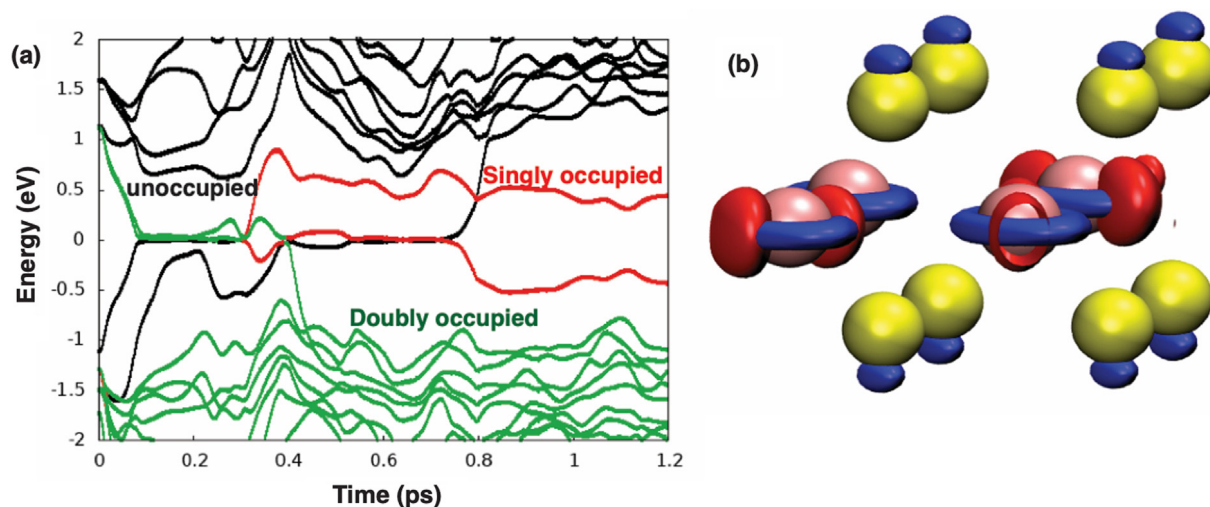 (a)
2
1.5
1
0.5
0
-0.5
-1
-1.5
-2
Energy (eV)
unoccupied
Singly occupied
Doubly occupied
0 0.2 0.4 0.6 0.8 1 1.2
Time (ps)
(b)